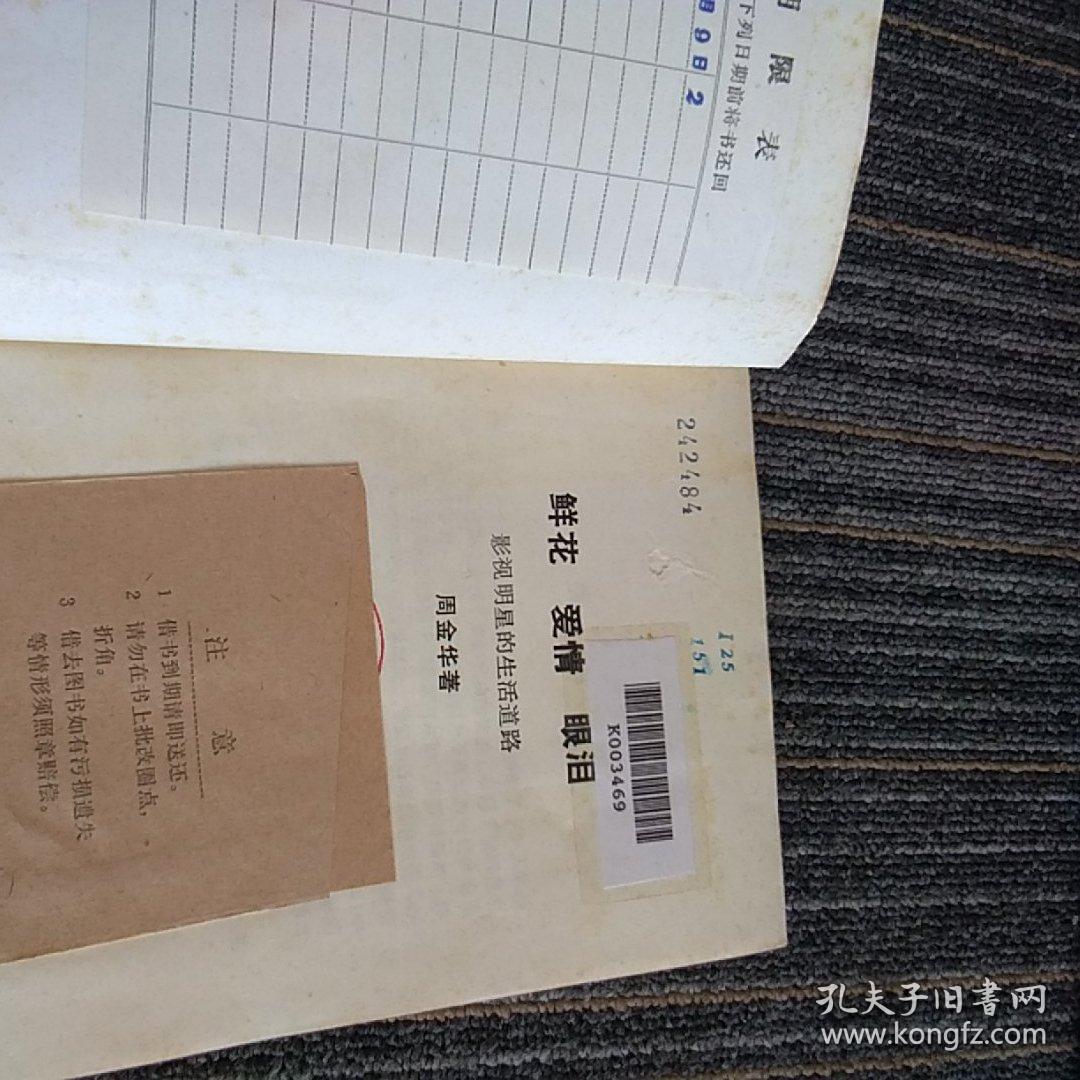 限表
下列日期前将书还回
242484
I25
151
鲜花 爱情 眼泪
影视明星的生活道路
周金华著
K003469
注意
1 借书到期请即送还。
2 请勿在书上批改圈点，
折角。
3 借去图书如有污损遗失
等情形须照章赔偿。
孔夫子旧書网
www.kongfz.com